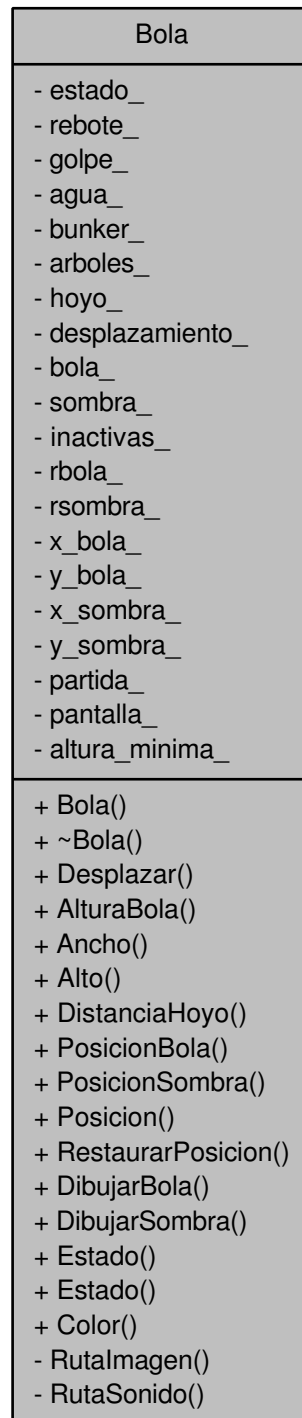 Bola
- estado_
- rebote_
- golpe_
- agua_
- bunker_
- arboles_
- hoyo_
- desplazamiento_
- bola_
- sombra_
- inactivas_
- rbola_
- rsombra_
- x_bola_
- y_bola_
- x_sombra_
- y_sombra_
- partida_
- pantalla_
- altura_minima_
+ Bola()
+ ~Bola()
+ Desplazar()
+ AlturaBola()
+ Ancho()
+ Alto()
+ DistanciaHoyo()
+ PosicionBola()
+ PosicionSombra()
+ Posicion()
+ RestaurarPosicion()
+ DibujarBola()
+ DibujarSombra()
+ Estado()
+ Estado()
+ Color()
- RutaImagen()
- RutaSonido()